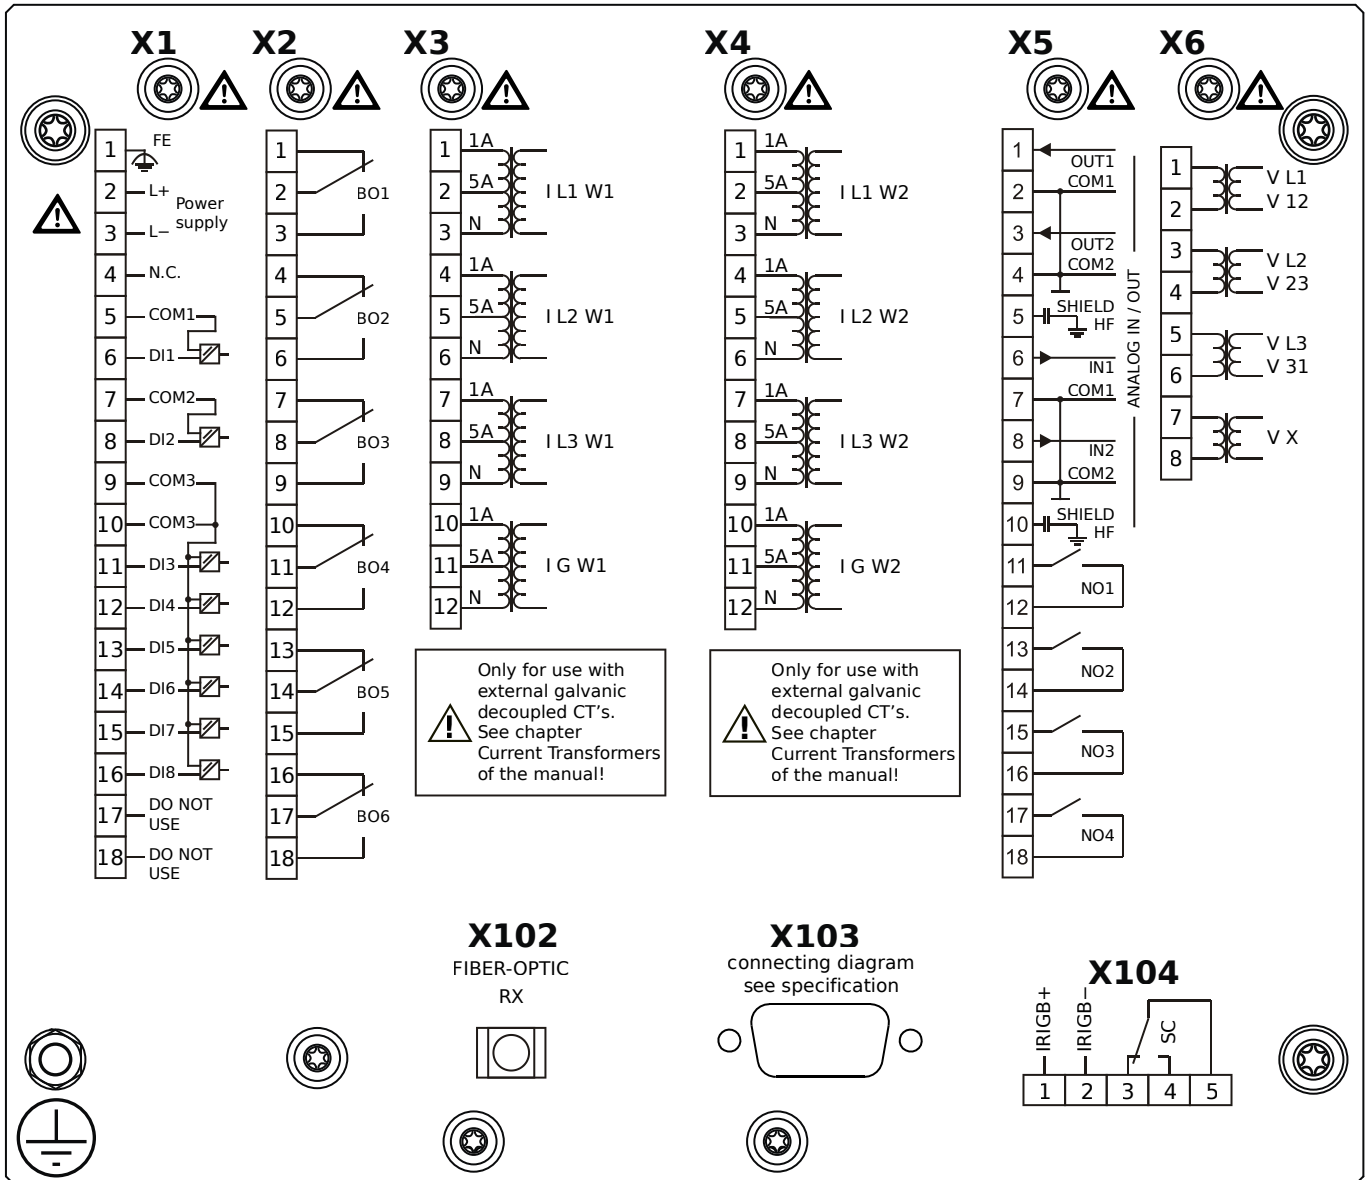 X1
X2
X3
X4
X5
X6
1 FE
2 L+ Power
3 L− supply
4 N.C.
5 COM1
6 DI1
7 COM2
8 DI2
9 COM3
10 COM3
11 DI3
12 DI4
13 DI5
14 DI6
15 DI7
16 DI8
17 DO NOT
USE
18 DO NOT
USE
1
2 BO1
3
4
5 BO2
6
7
8 BO3
9
10
11 BO4
12
13
14 BO5
15
16
17 BO6
18
1 1A
2 5A I L1 W1
3 N
4 1A
5 5A I L2 W1
6 N
7 1A
8 5A I L3 W1
9 N
10 1A
11 5A I G W1
12 N
Only for use with
external galvanic
decoupled CT's.
See chapter
Current Transformers
of the manual!
1 1A
2 5A I L1 W2
3 N
4 1A
5 5A I L2 W2
6 N
7 1A
8 5A I L3 W2
9 N
10 1A
11 5A I G W2
12 N
Only for use with
external galvanic
decoupled CT's.
See chapter
Current Transformers
of the manual!
1 OUT1
2 COM1
3 OUT2
4 COM2
5 SHIELD
HF
6 IN1
7 COM1
8 IN2
9 COM2
10 SHIELD
HF
ANALOG IN / OUT
11
NO1
12
13
NO2
14
15
NO3
16
17
NO4
18
1 V L1
2 V 12
3 V L2
4 V 23
5 V L3
6 V 31
7 V X
8
X102
FIBER-OPTIC
RX
X103
connecting diagram
see specification
X104
IRIGB+
IRIGB−
SC
1 2 3 4 5